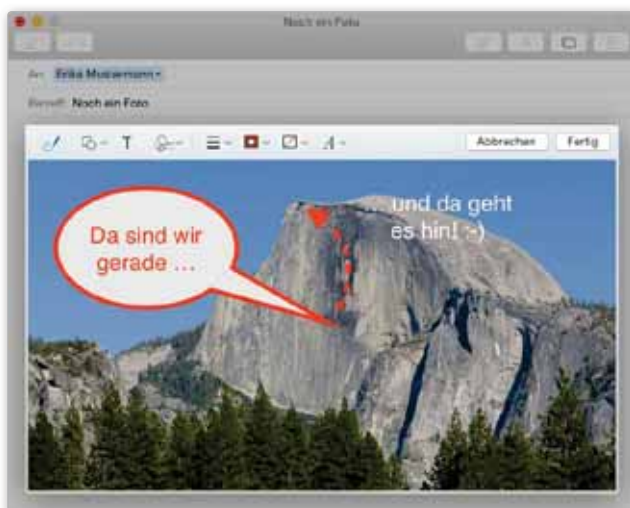 Noch ein Foto
An: Erika Mustermann
Betreff: Noch ein Foto
T
A
Abbrechen
Fertig
Da sind wir
gerade …
und da geht
es hin! :-)